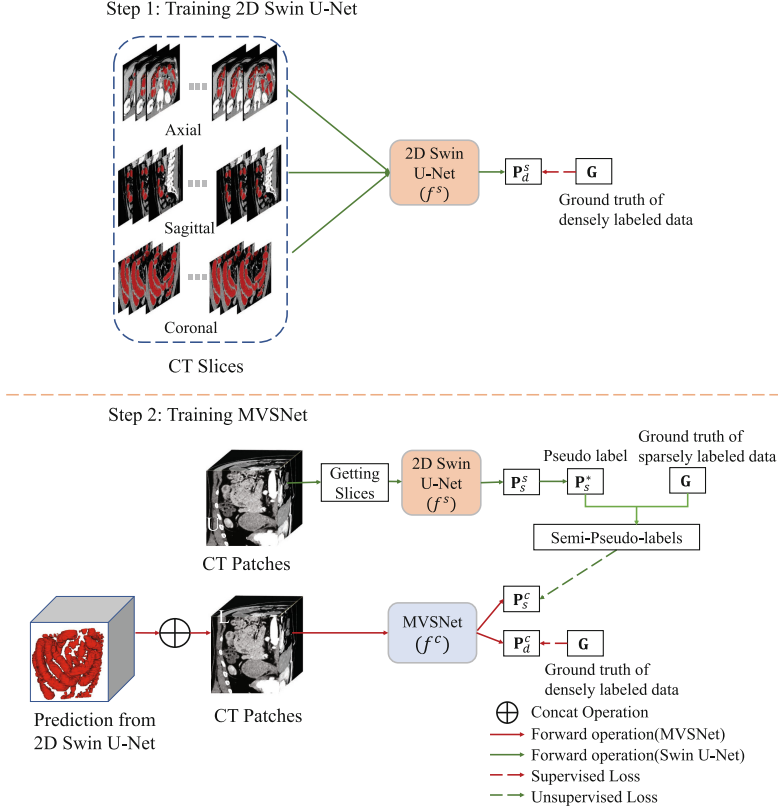 Step 1: Training 2D Swin U-Net
Axial
Sagittal
Coronal
CT Slices
2D Swin
U-Net
(f^s)
P_d^s
G
Ground truth of
densely labeled data
Step 2: Training MVSNet
U
CT Patches
Getting
Slices
2D Swin
U-Net
(f^s)
P_s^s
Pseudo label
P_s^*
Ground truth of
sparsely labeled data
G
Semi-Pseudo-labels
Prediction from
2D Swin U-Net
L
CT Patches
MVSNet
(f^c)
P_s^c
P_d^c
G
Ground truth of
densely labeled data
Concat Operation
Forward operation(MVSNet)
Forward operation(Swin U-Net)
Supervised Loss
Unsupervised Loss